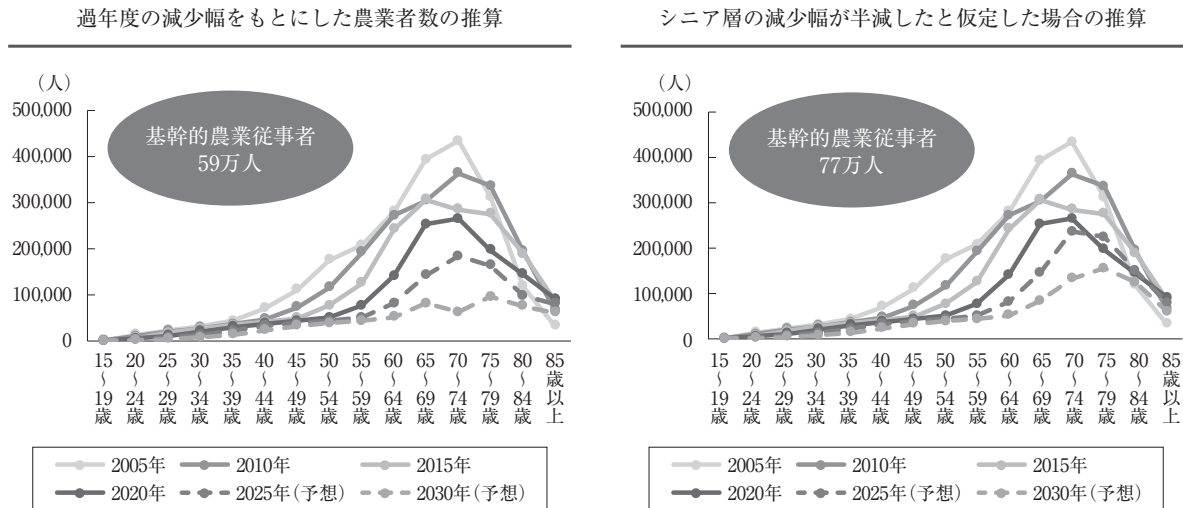 過年度の減少幅をもとにした農業者数の推算
（人）
500,000
400,000
300,000
200,000
100,000
0
基幹的農業従事者
59万人
15〜19歳
20〜24歳
25〜29歳
30〜34歳
35〜39歳
40〜44歳
45〜49歳
50〜54歳
55〜59歳
60〜64歳
65〜69歳
70〜74歳
75〜79歳
80〜84歳
85歳以上
2005年 2010年 2015年
2020年 2025年（予想） 2030年（予想）
シニア層の減少幅が半減したと仮定した場合の推算
（人）
500,000
400,000
300,000
200,000
100,000
0
基幹的農業従事者
77万人
15〜19歳
20〜24歳
25〜29歳
30〜34歳
35〜39歳
40〜44歳
45〜49歳
50〜54歳
55〜59歳
60〜64歳
65〜69歳
70〜74歳
75〜79歳
80〜84歳
85歳以上
2005年 2010年 2015年
2020年 2025年（予想） 2030年（予想）